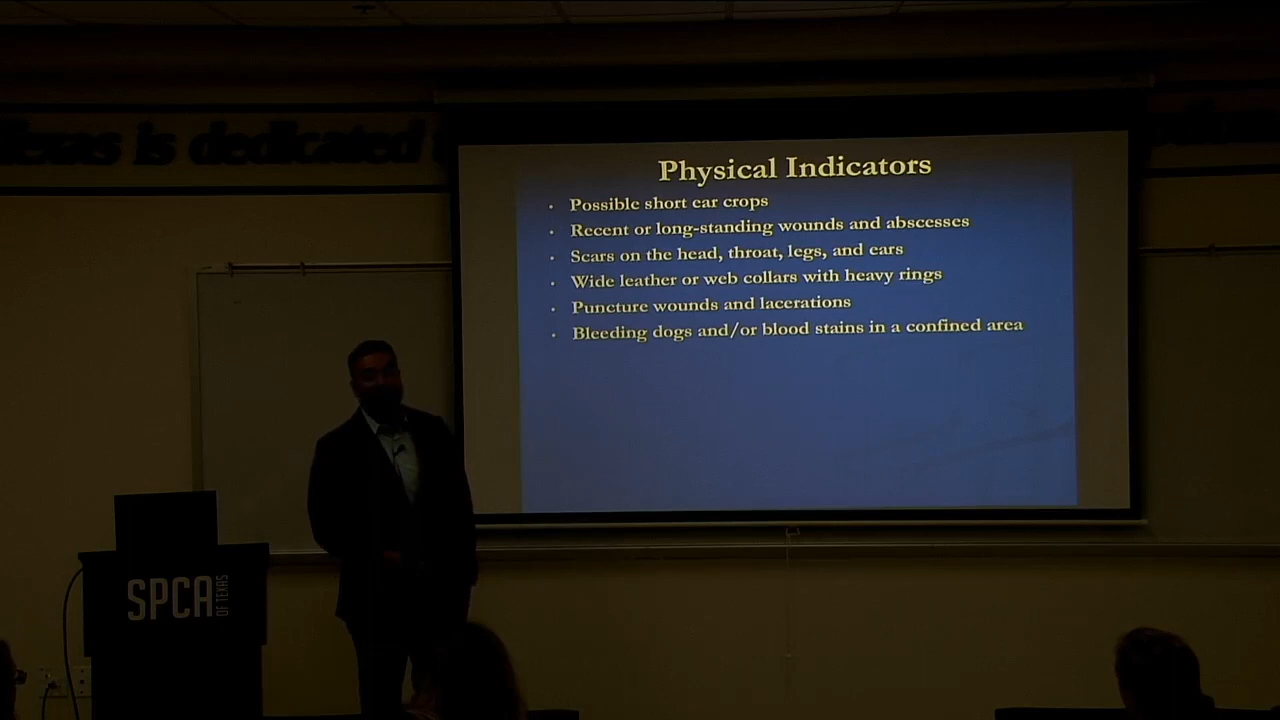 Texas is dedicated
Physical Indicators
• Possible short ear crops
• Recent or long-standing wounds and abscesses
• Scars on the head, throat, legs, and ears
• Wide leather or web collars with heavy rings
• Puncture wounds and lacerations
• Bleeding dogs and/or blood stains in a confined area
SPCA
OF TEXAS